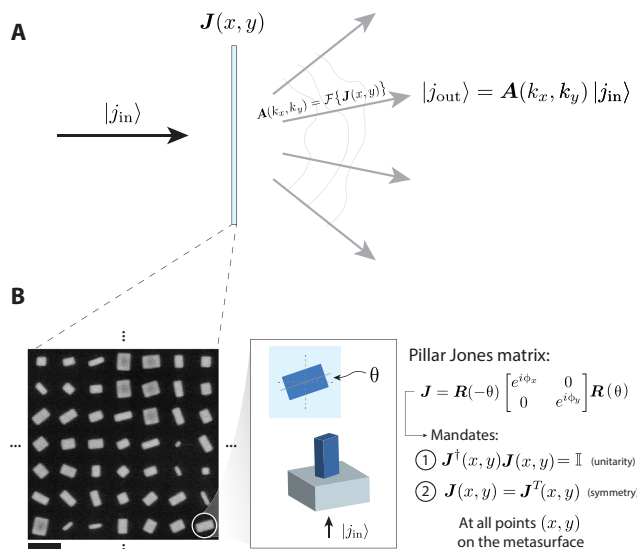 A
J(x, y)
|j_in⟩
A(k_x, k_y) = ℱ{J(x, y)}
|j_out⟩ = A(k_x, k_y) |j_in⟩
B
...
...
...
...
θ
|j_in⟩
Pillar Jones matrix:
J = R(-θ) [e^{iϕ_x} 0; 0 e^{iϕ_y}] R(θ)
Mandates:
① J†(x, y)J(x, y) = 𝕀 (unitarity)
② J(x, y) = J^T(x, y) (symmetry)
At all points (x, y)
on the metasurface